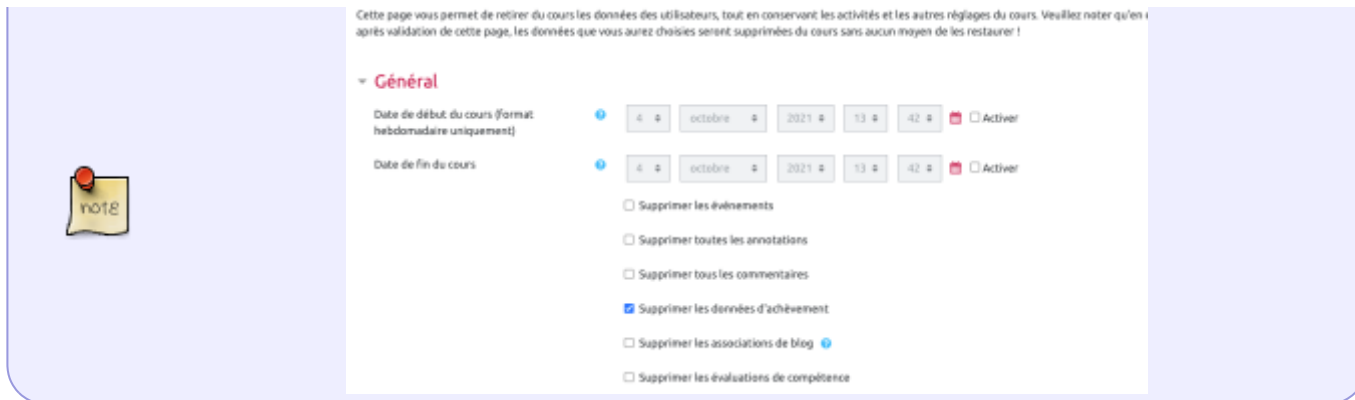 Cette page vous permet de retirer du cours les données des utilisateurs, tout en conservant les activités et les autres réglages du cours. Veuillez noter qu'en
après validation de cette page, les données que vous aurez choisies seront supprimées du cours sans aucun moyen de les restaurer !
Général
Date de début du cours (format
hebdomadaire uniquement)
4 octobre 2021 13 42 Activer
Date de fin du cours
4 octobre 2021 13 42 Activer
note
Supprimer les événements
Supprimer toutes les annotations
Supprimer tous les commentaires
Supprimer les données d'achèvement
Supprimer les associations de blog
Supprimer les évaluations de compétence